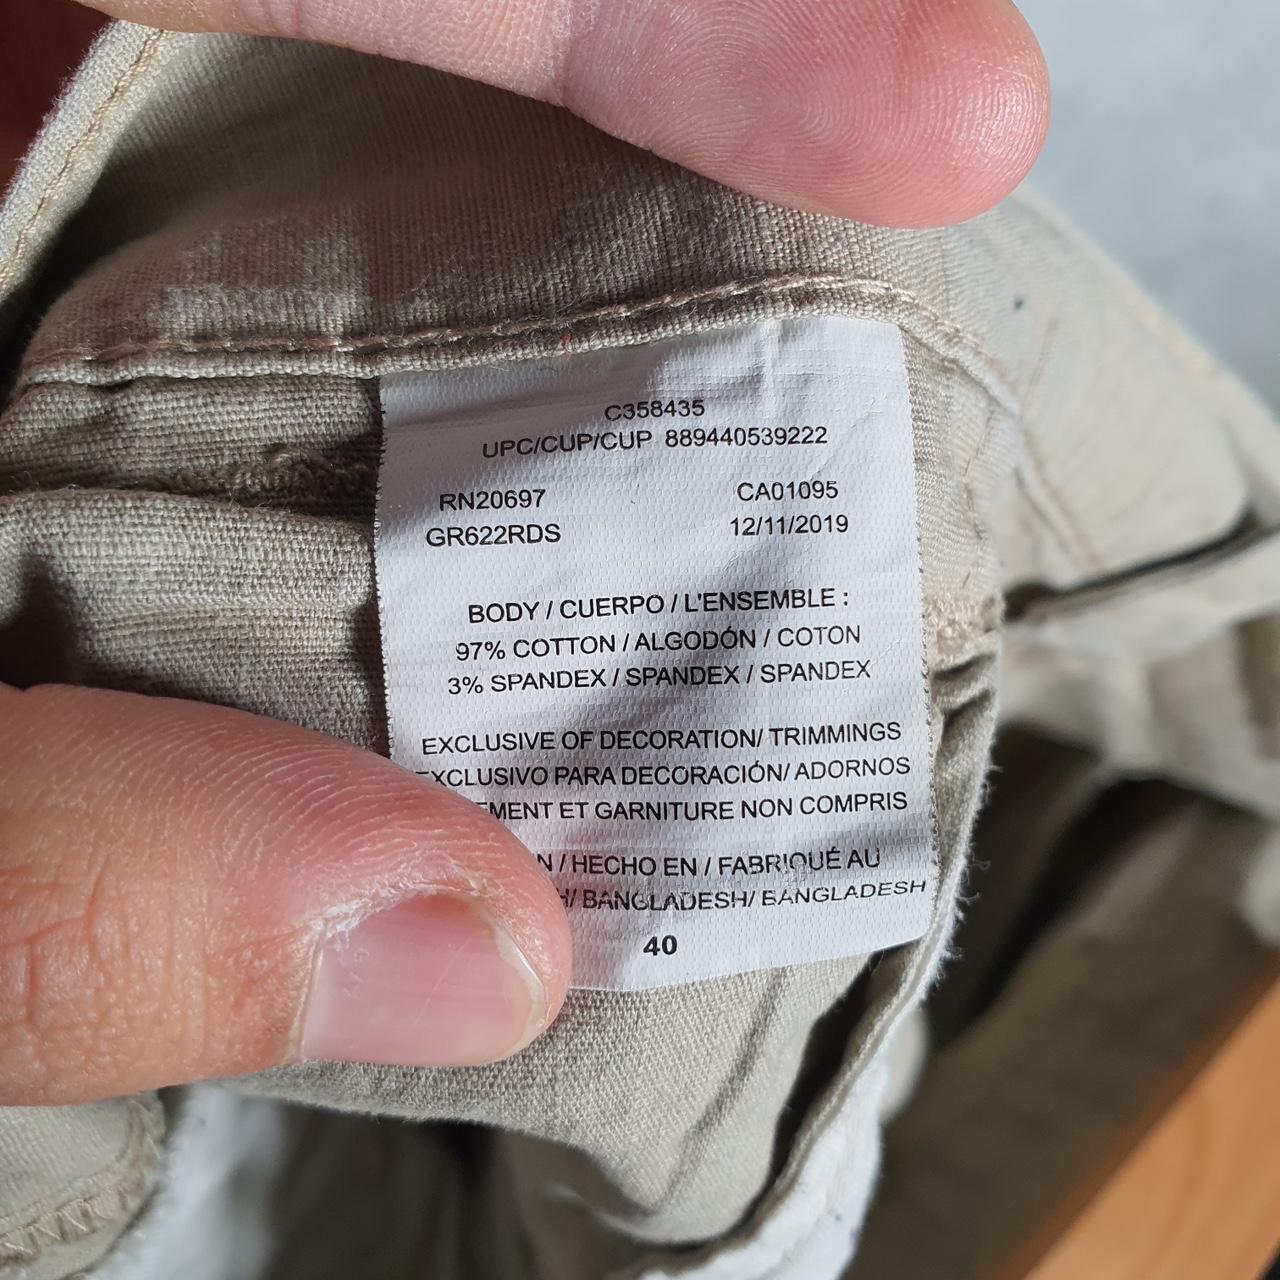 C358435
UPC/CUP/CUP 889440539222
RN20697 CA01095
GR622RDS 12/11/2019
BODY / CUERPO / L'ENSEMBLE :
97% COTTON / ALGODÓN / COTON
3% SPANDEX / SPANDEX / SPANDEX
EXCLUSIVE OF DECORATION/ TRIMMINGS
EXCLUSIVO PARA DECORACIÓN/ ADORNOS
ET GARNITURE NON COMPRIS
/ HECHO EN / FABRIQUÉ AU
/ BANGLADESH/ BANGLADESH
40